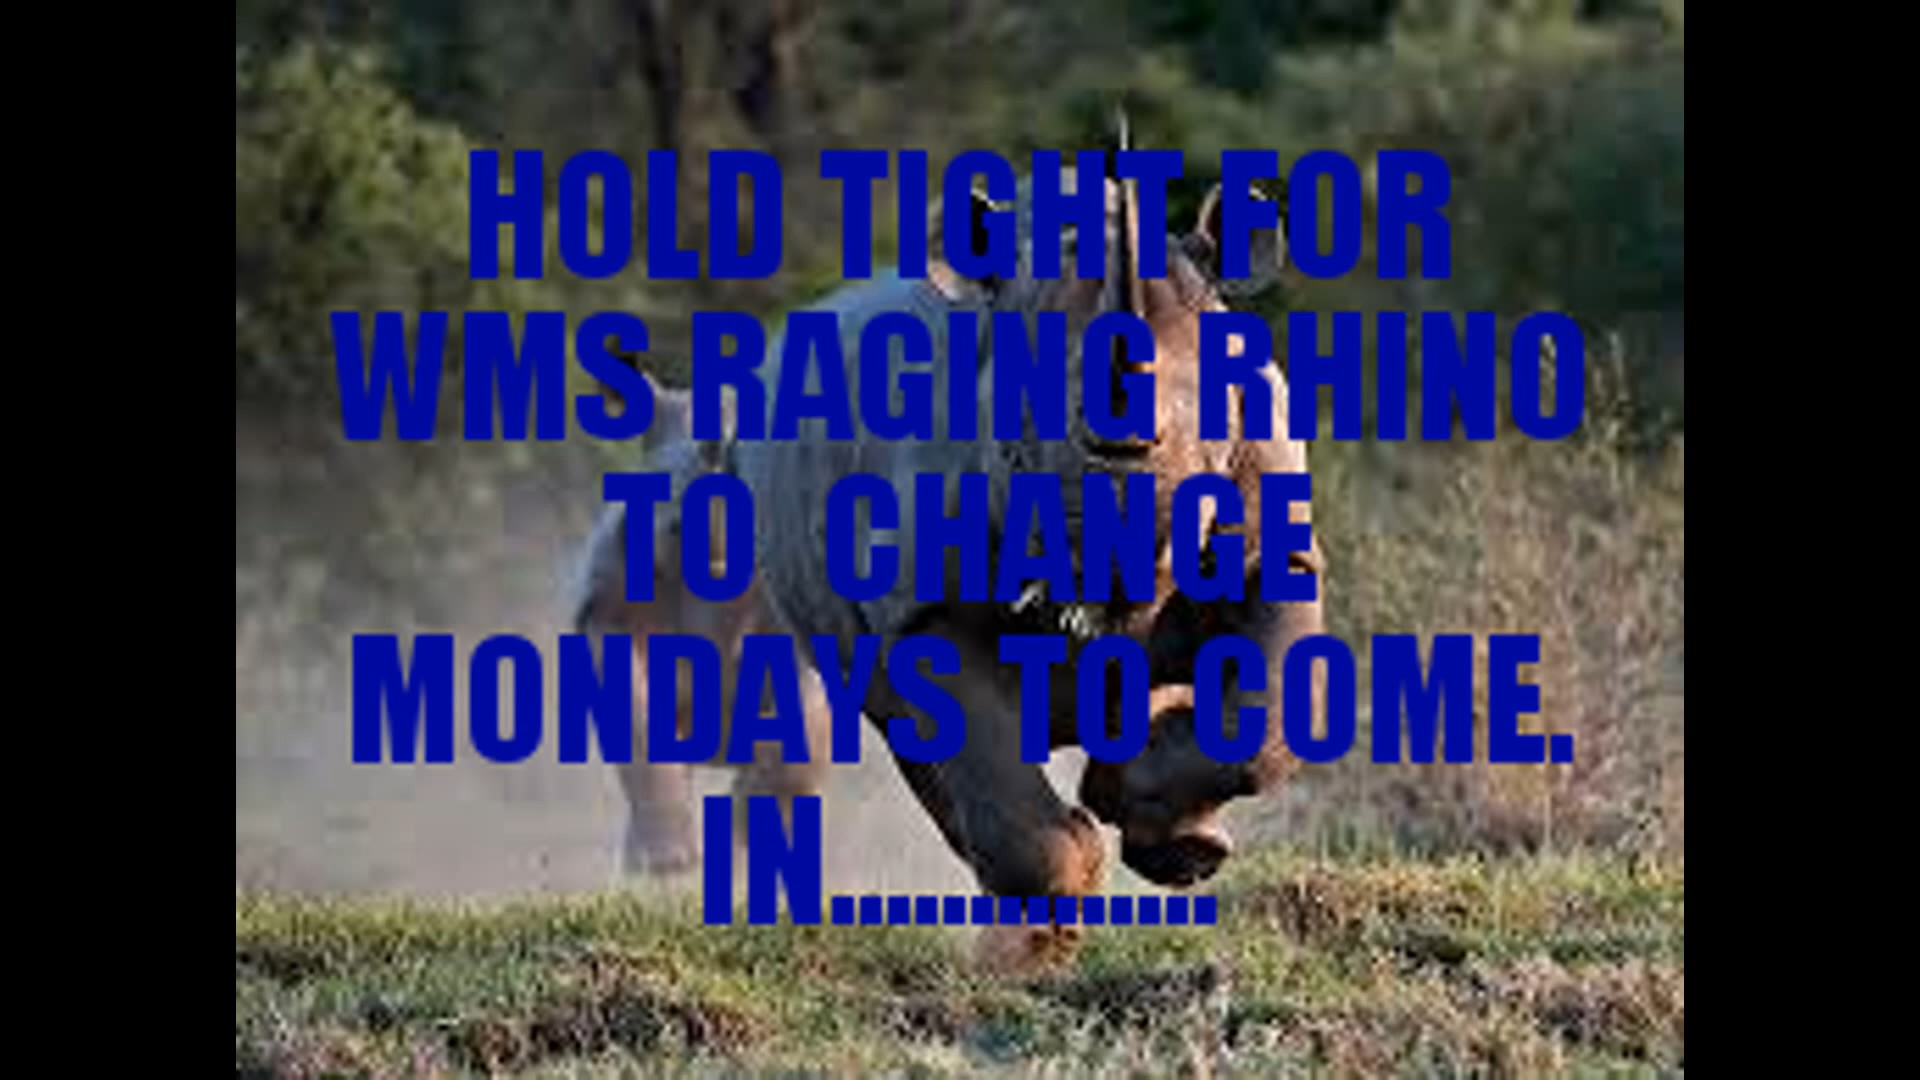 HOLD TIGHT FOR
WMS RAGING RHINO
TO  CHANGE
MONDAYS TO COME.
IN..............